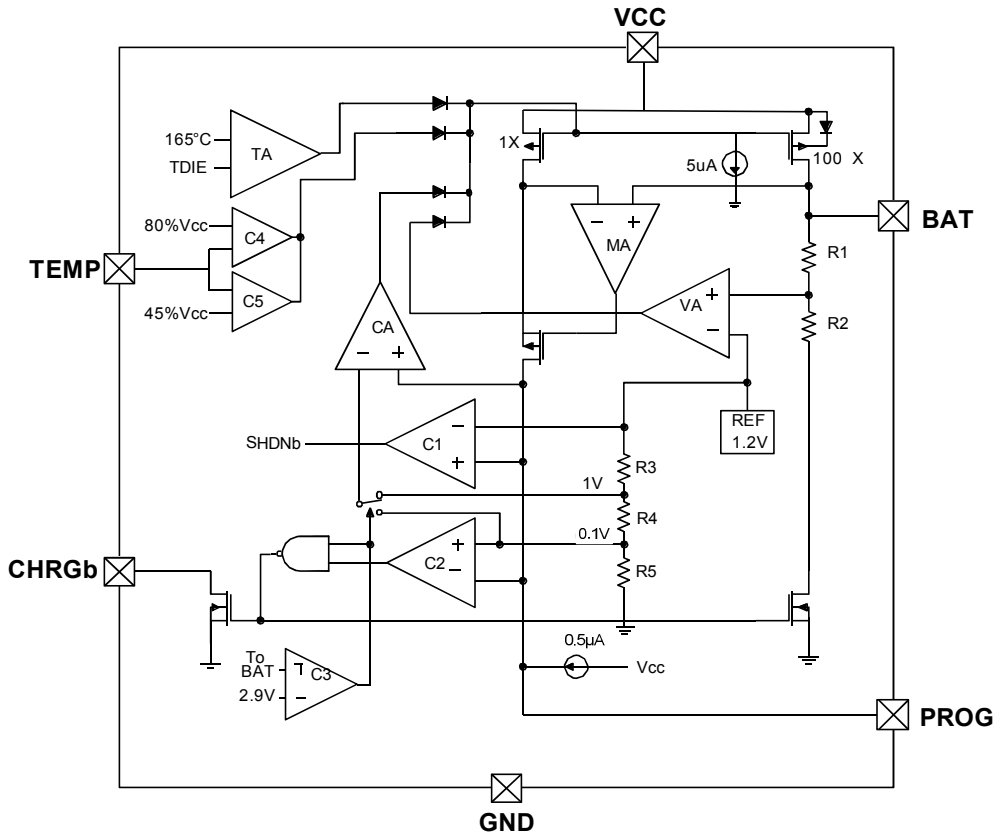 VCC
165°C
TDIE
TA
1X
5uA
100 X
80%Vcc
C4
TEMP
C5
45%Vcc
− +
MA
BAT
R1
R2
CA
− +
VA
+
−
REF
1.2V
SHDNb
C1
−
+
R3
1V
R4
0.1V
C2
+
−
R5
CHRGb
0.5µA
Vcc
To
BAT
2.9V
C3
−
PROG
GND